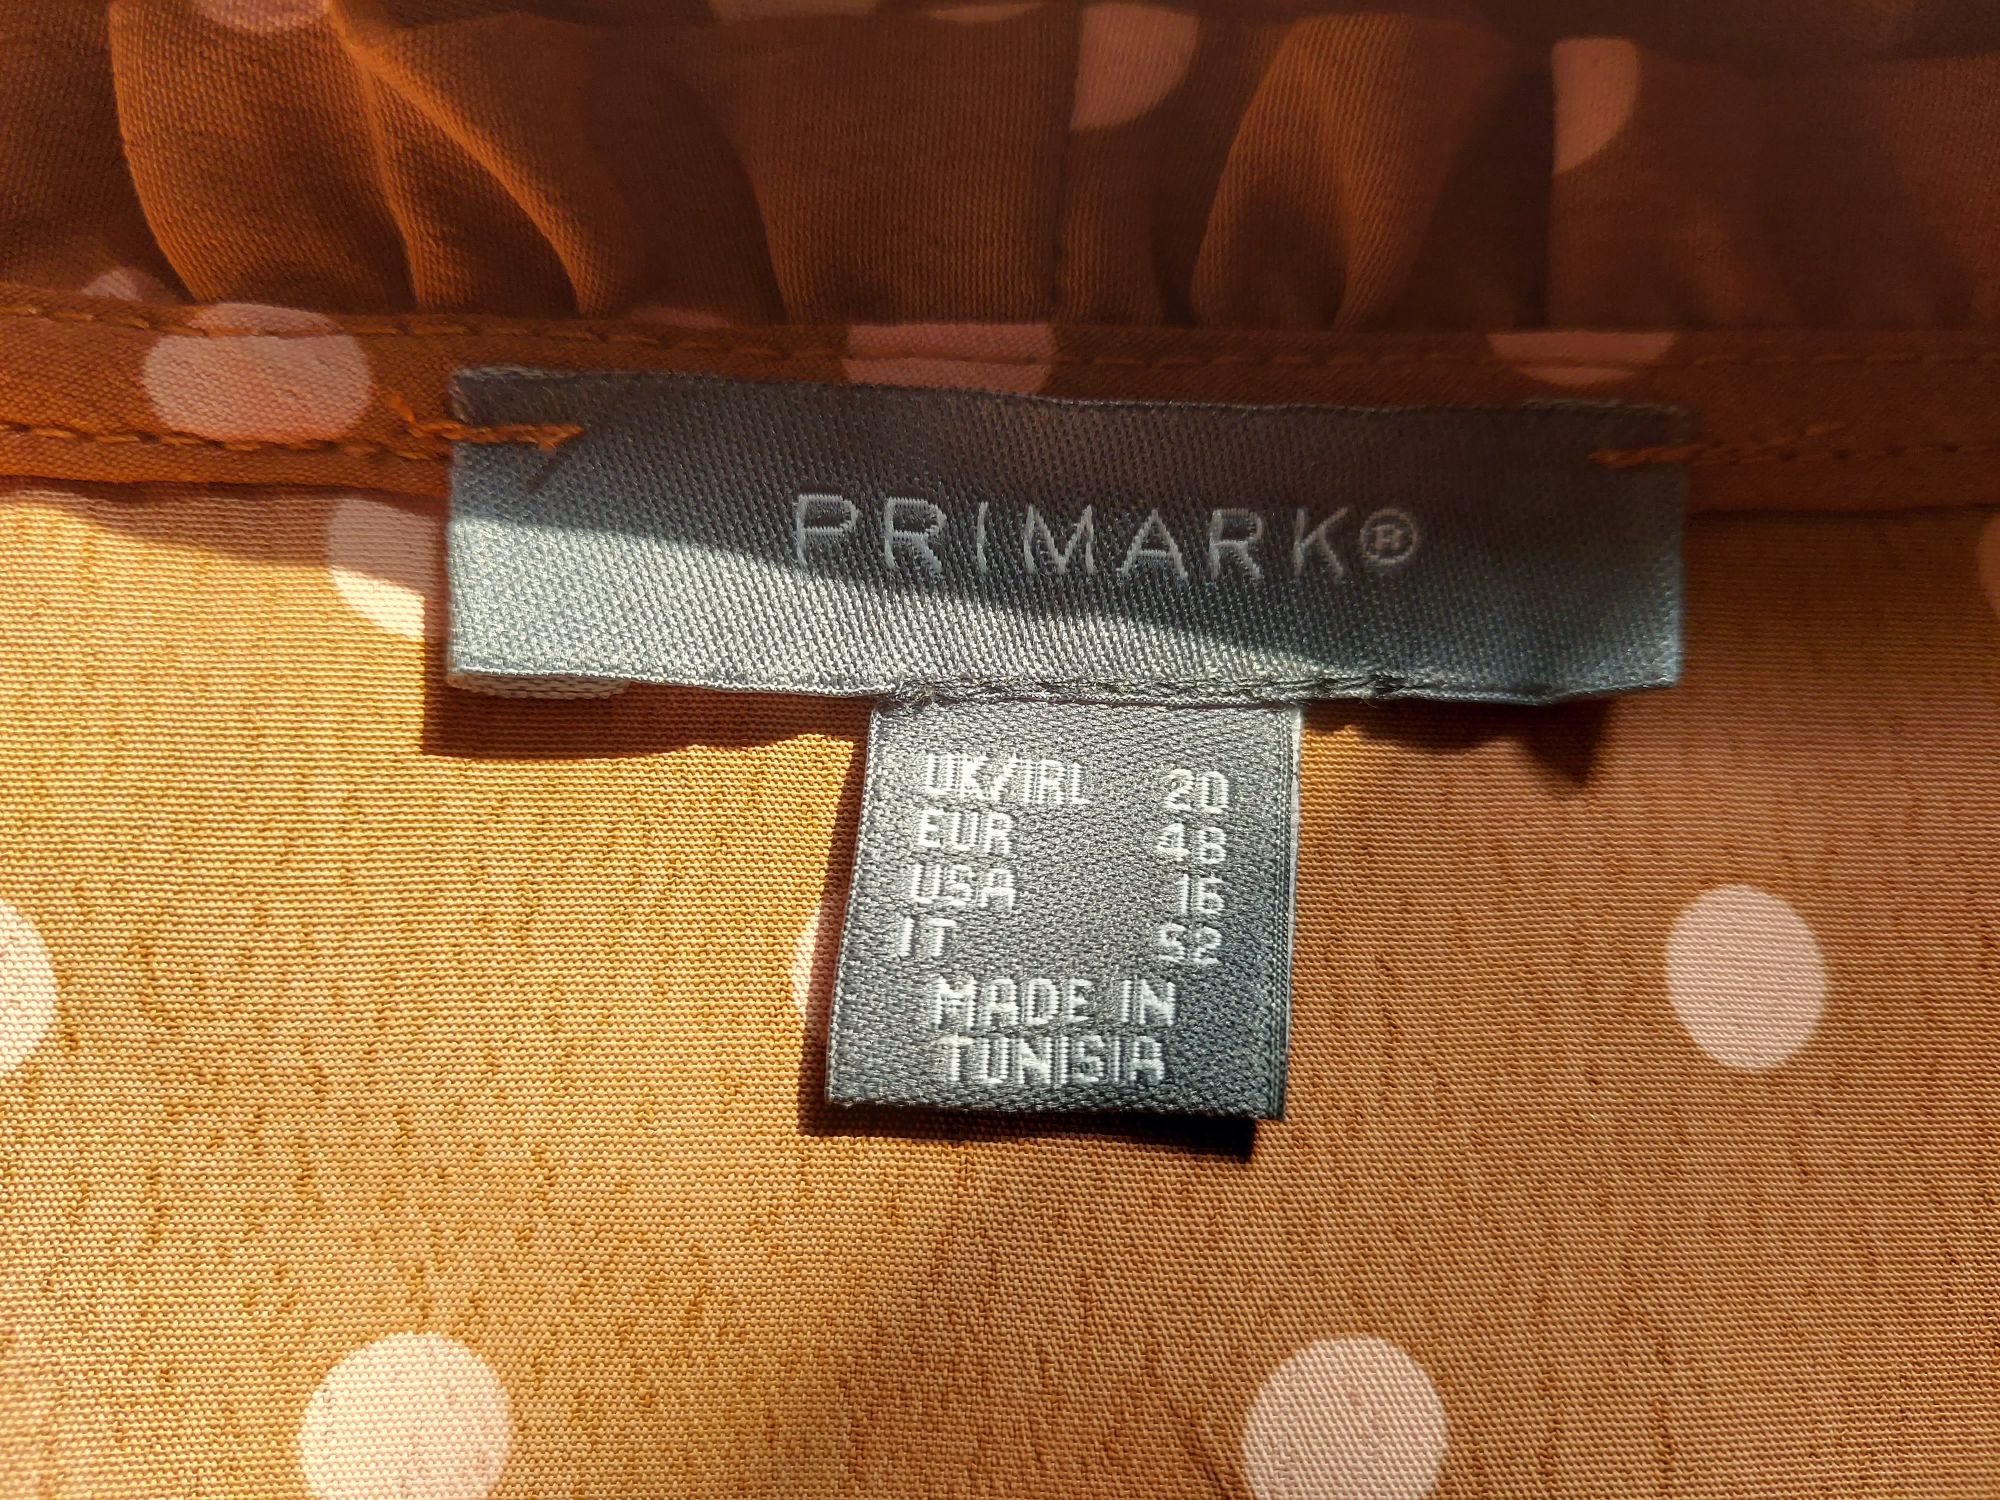 PRIMARK®
UK/IRL 20
EUR 48
USA 16
IT 52
MADE IN
TUNISIA